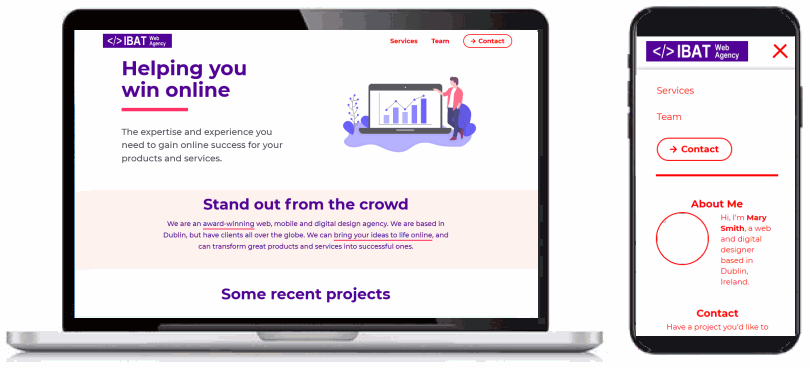 </> IBAT Web Agency
Services Team → Contact
Helping you
win online
The expertise and experience you
need to gain online success for your
products and services.
Stand out from the crowd
We are an award-winning web, mobile and digital design agency. We are based in
Dublin, but have clients all over the globe. We can bring your ideas to life online, and
can transform great products and services into successful ones.
Some recent projects
</> IBAT Web Agency
Services
Team
→ Contact
About Me
Hi, I'm Mary
Smith, a web
and digital
designer
based in
Dublin,
Ireland.
Contact
Have a project you'd like to